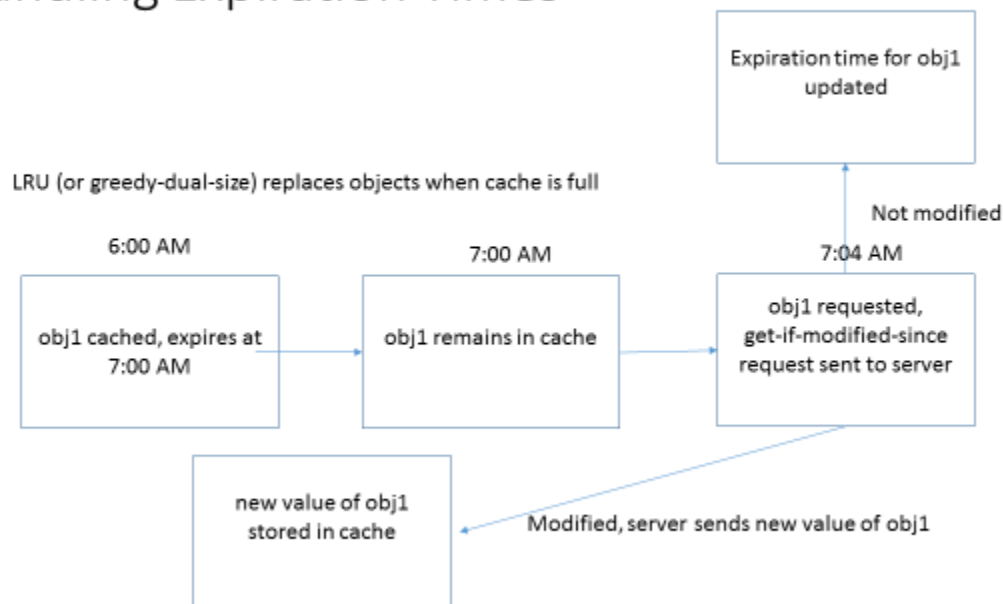 Expiration Times
LRU (or greedy-dual-size) replaces objects when cache is full
6:00 AM
obj1 cached, expires at
7:00 AM
7:00 AM
obj1 remains in cache
7:04 AM
obj1 requested,
get-if-modified-since
request sent to server
Not modified
Expiration time for obj1
updated
Modified, server sends new value of obj1
new value of obj1
stored in cache